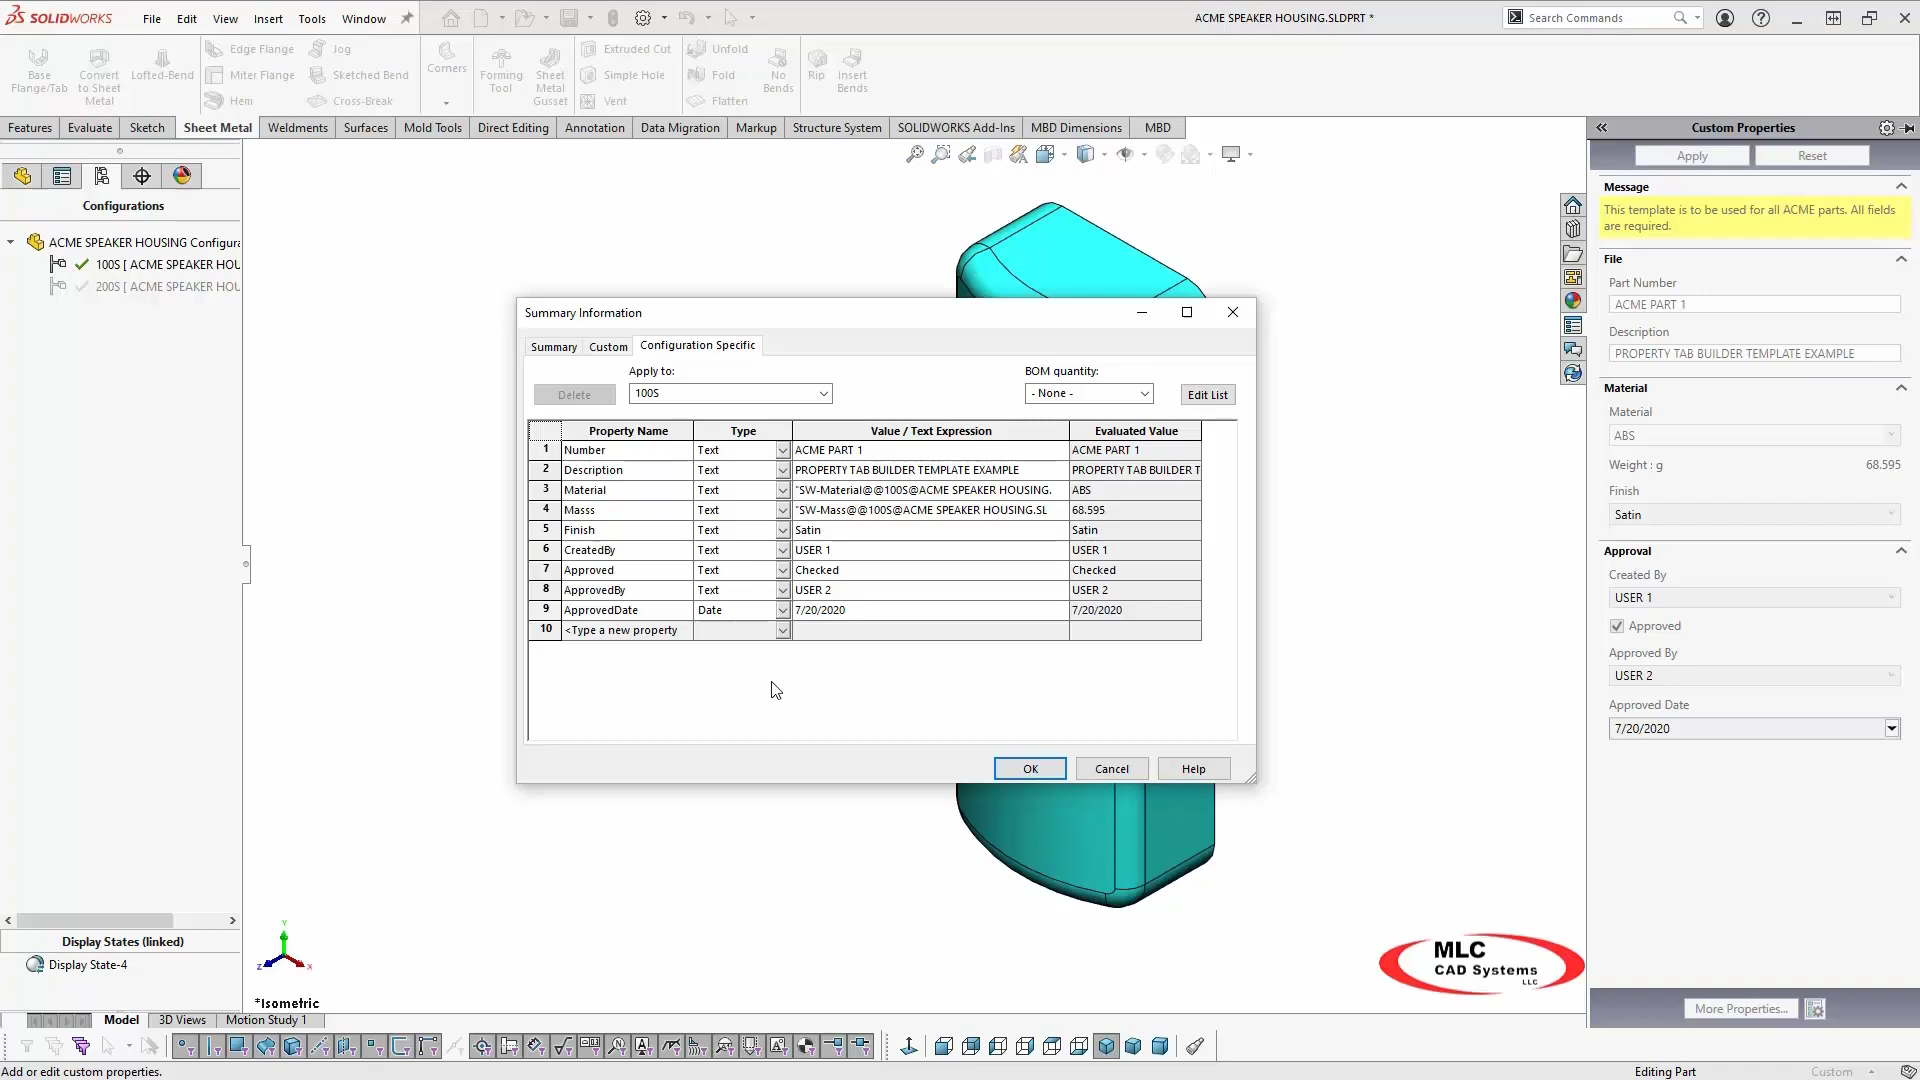 SOLIDWORKS
File Edit View Insert Tools Window
ACME SPEAKER HOUSING.SLDPRT *
Search Commands
Base Flange/Tab
Convert to Sheet Metal
Lofted-Bend
Edge Flange
Miter Flange
Hem
Jog
Sketched Bend
Cross-Break
Corners
Forming Tool
Sheet Metal Gusset
Extruded Cut
Simple Hole
Vent
Unfold
Fold
Flatten
No Bends
Rip
Insert Bends
Features Evaluate Sketch Sheet Metal Weldments Surfaces Mold Tools Direct Editing Annotation Data Migration Markup Structure System SOLIDWORKS Add-Ins MBD Dimensions MBD
Configurations
ACME SPEAKER HOUSING Configura
100S [ ACME SPEAKER HOU
200S [ ACME SPEAKER HOU
Display States (linked)
Display State-4
Summary Information
Summary Custom Configuration Specific
Apply to:
BOM quantity:
Delete 100S - None - Edit List
Property Name Type Value / Text Expression Evaluated Value
1 Number Text ACME PART 1 ACME PART 1
2 Description Text PROPERTY TAB BUILDER TEMPLATE EXAMPLE PROPERTY TAB BUILDER T
3 Material Text "SW-Material@@100S@ACME SPEAKER HOUSING. ABS
4 Masss Text "SW-Mass@@100S@ACME SPEAKER HOUSING.SL 68.595
5 Finish Text Satin Satin
6 CreatedBy Text USER 1 USER 1
7 Approved Text Checked Checked
8 ApprovedBy Text USER 2 USER 2
9 ApprovedDate Date 7/20/2020 7/20/2020
10 <Type a new property
OK Cancel Help
Y
Z X
*Isometric
MLC
CAD Systems
LLC
Custom Properties
Apply Reset
Message
This template is to be used for all ACME parts. All fields
are required.
File
Part Number
ACME PART 1
Description
PROPERTY TAB BUILDER TEMPLATE EXAMPLE
Material
Material
ABS
Weight : g 68.595
Finish
Satin
Approval
Created By
USER 1
Approved
Approved By
USER 2
Approved Date
7/20/2020
More Properties...
Model 3D Views Motion Study 1
Add or edit custom properties.
Editing Part
Custom